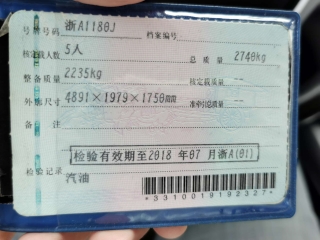 号牌号码 浙A1180J 档案编号
核定载人数 5人 总质量 2740kg
整备质量 2235kg 核定载质量 --
外廓尺寸 4891×1979×1750mm 准牵引总质量 --
备注
检验有效期至2018 年07 月浙A(01)
检验记录 汽油
*3310019192327*